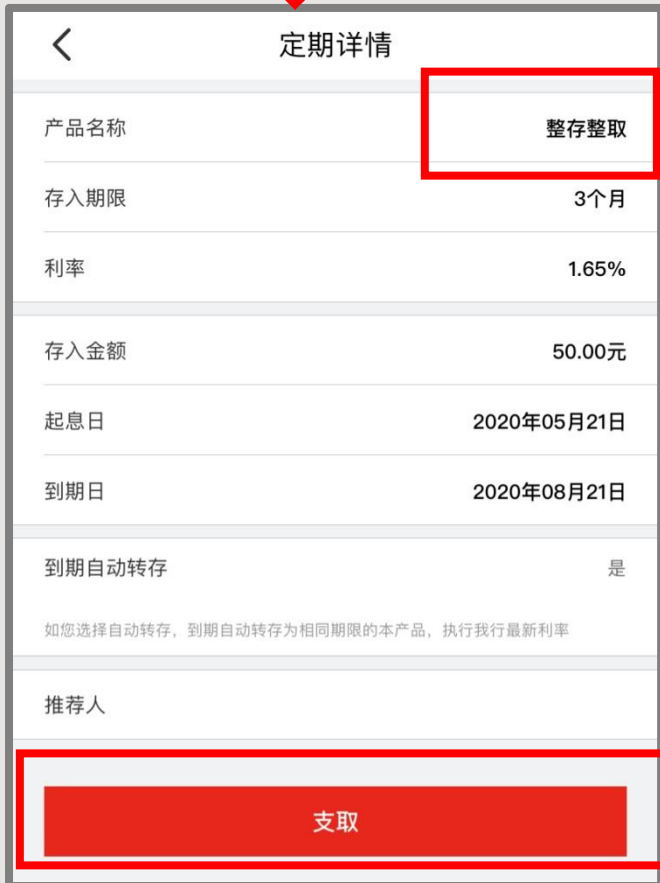 定期详情
产品名称 整存整取
存入期限 3个月
利率 1.65%
存入金额 50.00元
起息日 2020年05月21日
到期日 2020年08月21日
到期自动转存 是
如您选择自动转存，到期自动转存为相同期限的本产品，执行我行最新利率
推荐人
支取